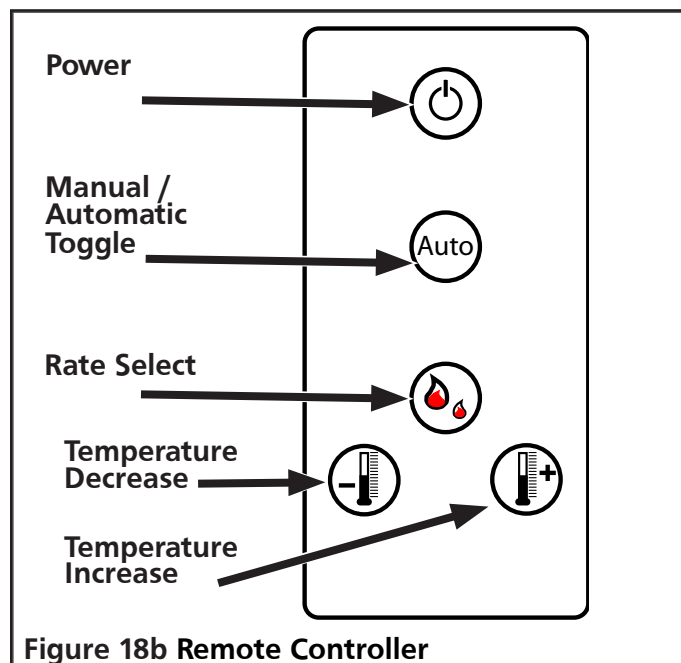 Power
Manual /
Automatic
Toggle
Auto
Rate Select
Temperature
Decrease
Temperature
Increase
Figure 18b Remote Controller